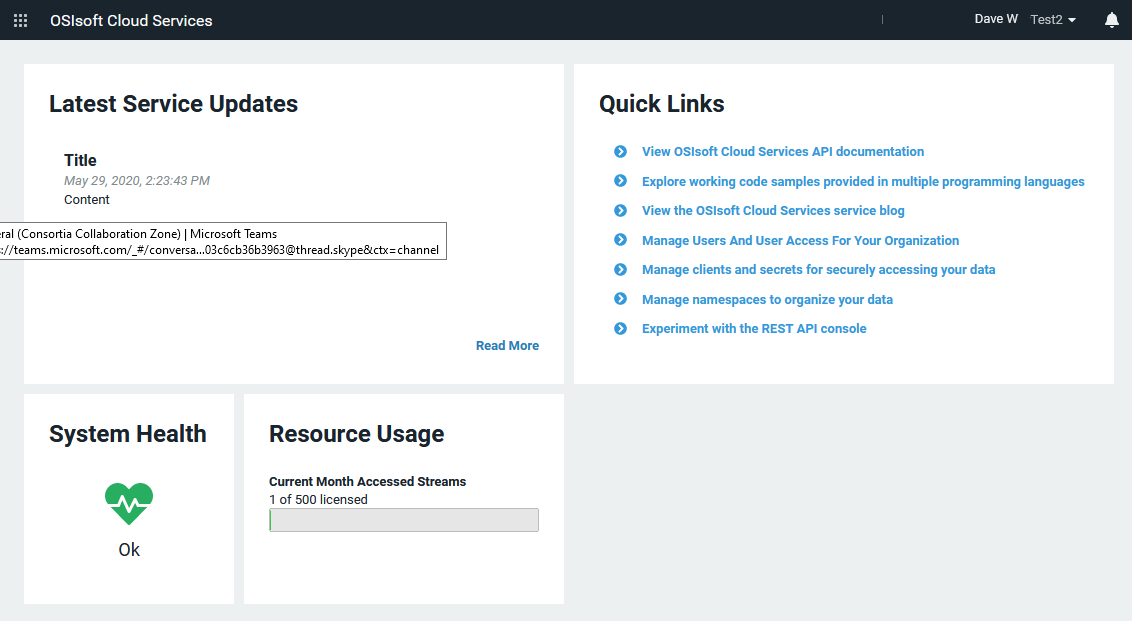 OSIsoft Cloud Services
Dave W
Test2
Latest Service Updates
Title
May 29, 2020, 2:23:43 PM
Content
eral (Consortia Collaboration Zone) | Microsoft Teams
s://teams.microsoft.com/_#/conversa...03c6cb36b3963@thread.skype&ctx=channel
Read More
Quick Links
View OSIsoft Cloud Services API documentation
Explore working code samples provided in multiple programming languages
View the OSIsoft Cloud Services service blog
Manage Users And User Access For Your Organization
Manage clients and secrets for securely accessing your data
Manage namespaces to organize your data
Experiment with the REST API console
System Health
Ok
Resource Usage
Current Month Accessed Streams
1 of 500 licensed